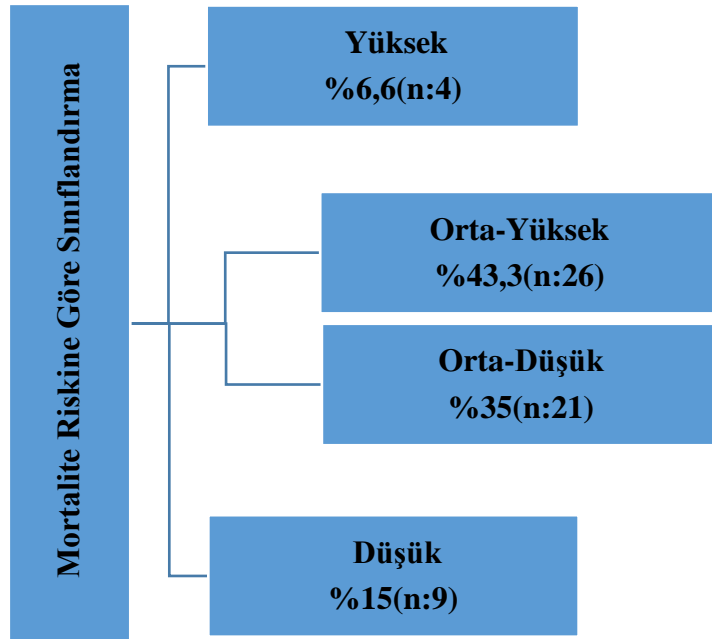 Mortalite Riskine Göre Sınıflandırma
Yüksek
%6,6(n:4)
Orta-Yüksek
%43,3(n:26)
Orta-Düşük
%35(n:21)
Düşük
%15(n:9)